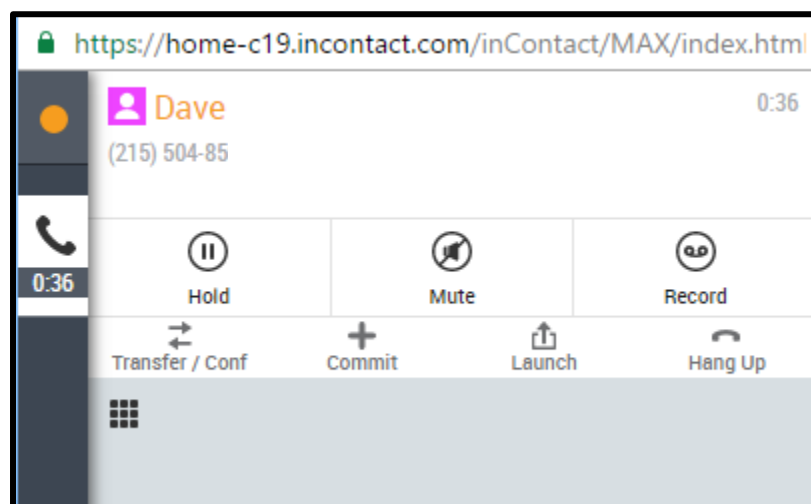 https://home-c19.incontact.com/inContact/MAX/index.html
Dave 0:36
(215) 504-85
0:36
Hold Mute Record
Transfer / Conf Commit Launch Hang Up